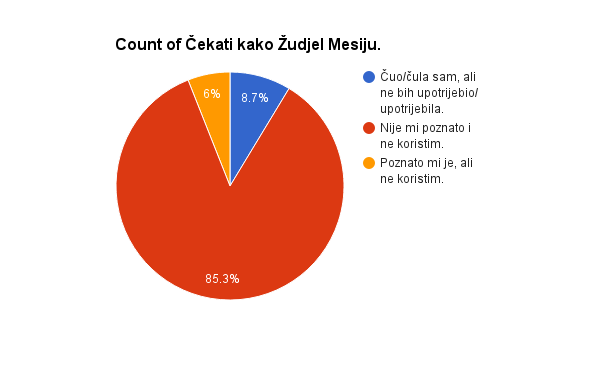 Count of Čekati kako Žudjel Mesiju.
Čuo/čula sam, ali
ne bih upotrijebio/
upotrijebila.
Nije mi poznato i
ne koristim.
Poznato mi je, ali
ne koristim.
8.7%
6%
85.3%